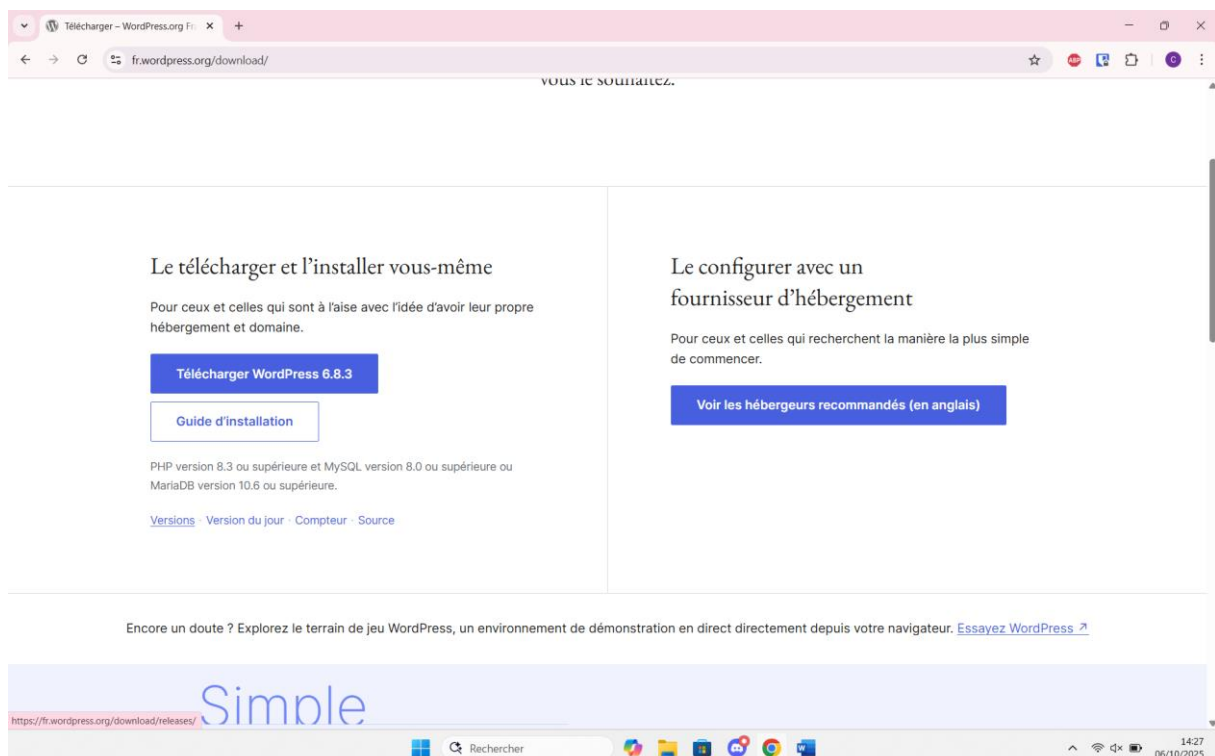 Télécharger – WordPress.org Fr
fr.wordpress.org/download/
ABP
C
vous le souhaitez.
Le télécharger et l’installer vous-même
Pour ceux et celles qui sont à l’aise avec l’idée d’avoir leur propre
hébergement et domaine.
Télécharger WordPress 6.8.3
Guide d’installation
PHP version 8.3 ou supérieure et MySQL version 8.0 ou supérieure ou
MariaDB version 10.6 ou supérieure.
Versions · Version du jour · Compteur · Source
Le configurer avec un
fournisseur d’hébergement
Pour ceux et celles qui recherchent la manière la plus simple
de commencer.
Voir les hébergeurs recommandés (en anglais)
Encore un doute ? Explorez le terrain de jeu WordPress, un environnement de démonstration en direct directement depuis votre navigateur. Essayez WordPress ↗
Simple
https://fr.wordpress.org/download/releases/
Rechercher
14:27
06/10/2025